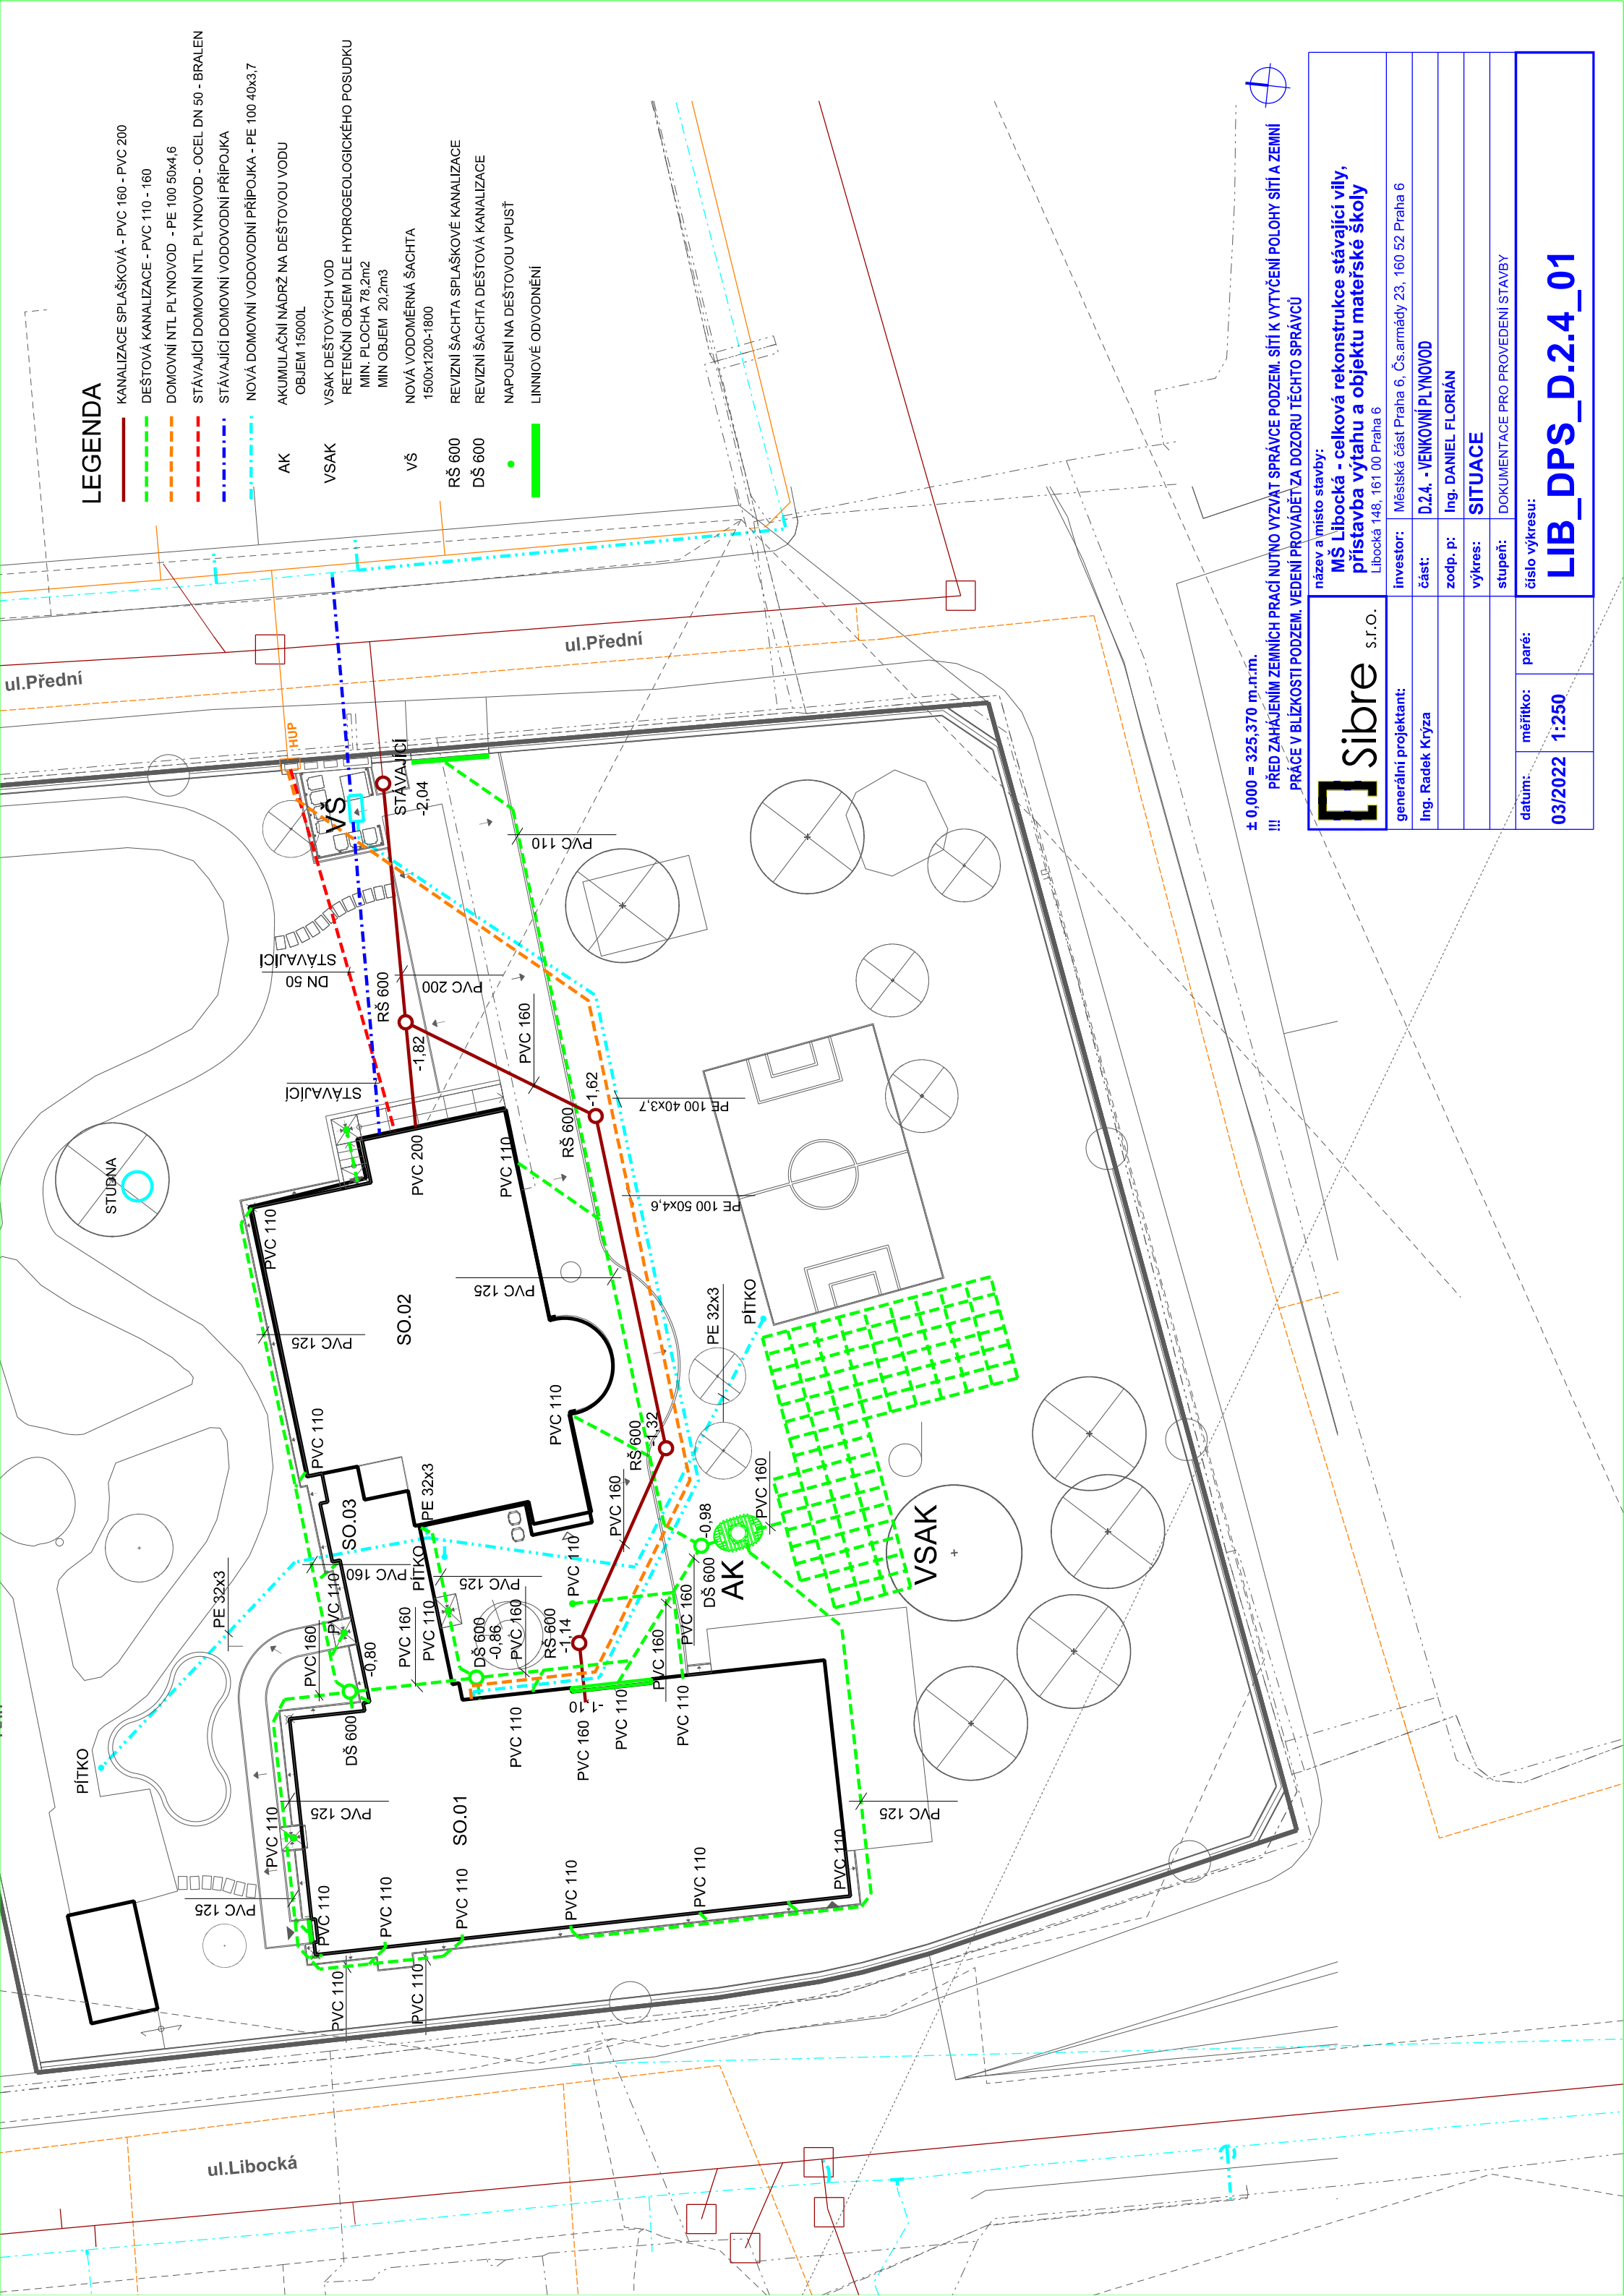 LEGENDA
KANALIZACE SPLAŠKOVÁ - PVC 160 - PVC 200
DEŠTOVÁ KANALIZACE - PVC 110 - 160
DOMOVNÍ NTL PLYNOVOD - PE 100 50x4,6
STÁVAJÍCÍ DOMOVNÍ NTL PLYNOVOD - OCEL DN 50 - BRALEN
STÁVAJÍCÍ DOMOVNÍ VODOVODNÍ PŘÍPOJKA
NOVÁ DOMOVNÍ VODOVODNÍ PŘÍPOJKA - PE 100 40x3,7
AK AKUMULAČNÍ NÁDRŽ NA DEŠTOVOU VODU
OBJEM 15000L
VSAK VSAK DEŠTOVÝCH VOD
RETENČNÍ OBJEM DLE HYDROGEOLOGICKÉHO POSUDKU
MIN. PLOCHA 78,2m2
MIN OBJEM 20,2m3
VŠ NOVÁ VODOMĚRNÁ ŠACHTA
1500x1200-1800
RŠ 600 REVIZNÍ ŠACHTA SPLAŠKOVÉ KANALIZACE
DŠ 600 REVIZNÍ ŠACHTA DEŠTOVÁ KANALIZACE
NAPOJENÍ NA DEŠTOVOU VPUSŤ
LINNIOVÉ ODVODNĚNÍ
ul.Přední
ul.Přední
HUP
VŠ
STÁVAJÍCÍ
-2,04
PVC 110
STÁVAJÍCÍ
DN 50
RŠ 600
PVC 200
-1,82
PVC 160
STÁVAJÍCÍ
PVC 200
PVC 110
RŠ 600
-1,62
PE 100 40x3,7
PE 100 50x4,6
STUDNA
PVC 110
PVC 125
SO.02
PVC 125
PÍTKO
PE 32x3
PVC 110
PVC 110
RŠ 600
-1,32
PE 32x3
SO.03
PVC 160
PVC 160
-0,98
DŠ 600
AK
VSAK
PE 32x3
PVC 160
PÍTKO
PVC 110
PVC 125
PVC 110
PVC 160
PVC 160
PVC 110
DŠ 600
-0,86
PVC 160
RŠ 600
-1,14
PVC 160
PVC 160
-0,80
DŠ 600
PÍTKO
-1,10
PVC 110
PVC 160
PVC 110
PVC 110
PVC 110
PVC 125
SO.01
PVC 125
PVC 125
PVC 110
PVC 110
PVC 110
PVC 110
PVC 110
PVC 110
PVC 110
PVC 110
ul.Libocká
± 0,000 = 325,370 m.n.m.
!!! PŘED ZAHÁJENÍM ZEMNÍCH PRACÍ NUTNO VYZVAT SPRÁVCE PODZEM. SÍTÍ K VYTYČENÍ POLOHY SÍTÍ A ZEMNÍ
PRÁCE V BLÍZKOSTI PODZEM. VEDENÍ PROVÁDĚT ZA DOZORU TĚCHTO SPRÁVCŮ
Sibre s.r.o.
název a místo stavby:
MŠ Libocká - celková rekonstrukce stávající vily,
přístavba výtahu a objektu mateřské školy
Libocká 148, 161 00 Praha 6
generální projektant:
Ing. Radek Krýza
investor: Městská část Praha 6, Čs.armády 23, 160 52 Praha 6
část: D.2.4. - VENKOVNÍ PLYNOVOD
zodp. p: Ing. DANIEL FLORIÁN
výkres: SITUACE
stupeň: DOKUMENTACE PRO PROVEDENÍ STAVBY
datum: měřítko: paré: číslo výkresu:
03/2022 1:250 LIB_DPS_D.2.4_01